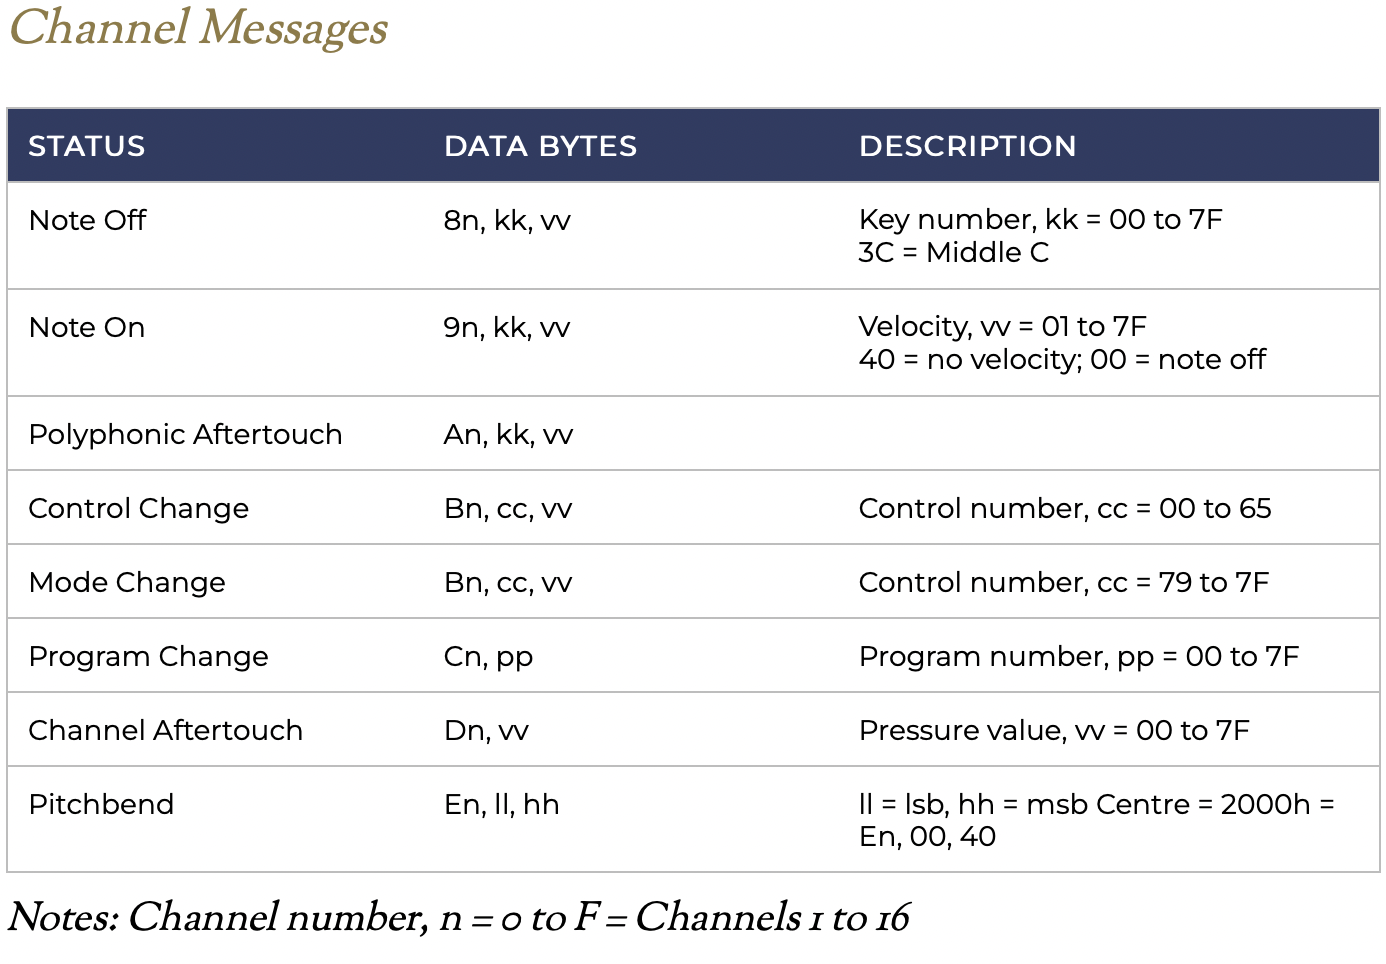 Channel Messages
STATUS DATA BYTES DESCRIPTION
Note Off 8n, kk, vv Key number, kk = 00 to 7F
3C = Middle C
Note On 9n, kk, vv Velocity, vv = 01 to 7F
40 = no velocity; 00 = note off
Polyphonic Aftertouch An, kk, vv
Control Change Bn, cc, vv Control number, cc = 00 to 65
Mode Change Bn, cc, vv Control number, cc = 79 to 7F
Program Change Cn, pp Program number, pp = 00 to 7F
Channel Aftertouch Dn, vv Pressure value, vv = 00 to 7F
Pitchbend En, ll, hh ll = lsb, hh = msb Centre = 2000h =
En, 00, 40
Notes: Channel number, n = 0 to F = Channels 1 to 16